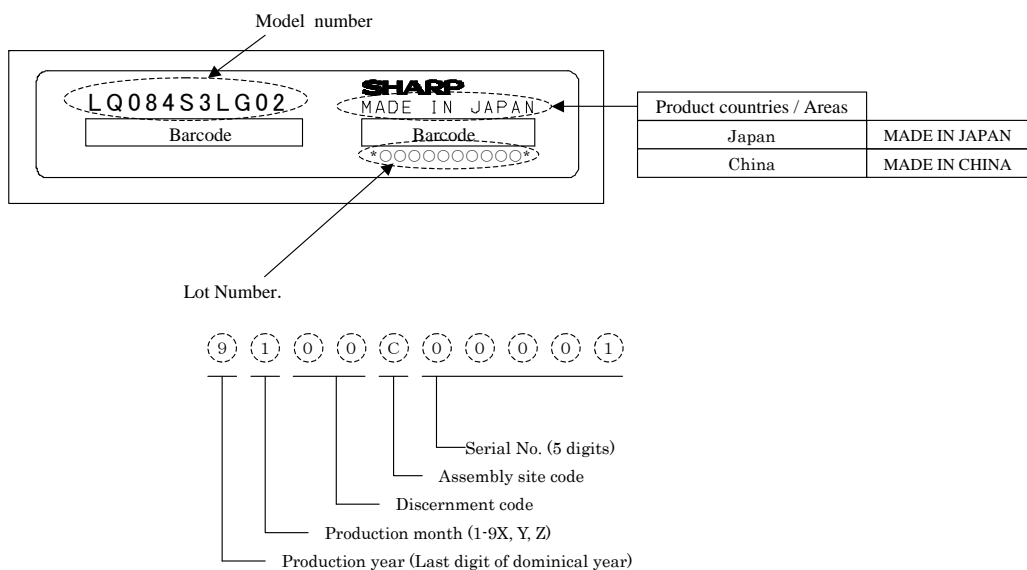 Model number
SHARP
LQ084S3LG02
MADE IN JAPAN
Barcode
Barcode
*○○○○○○○○○○*
Product countries / Areas
Japan MADE IN JAPAN
China MADE IN CHINA
Lot Number.
9 1 0 0 C 0 0 0 0 1
Serial No. (5 digits)
Assembly site code
Discernment code
Production month (1-9X, Y, Z)
Production year (Last digit of dominical year)